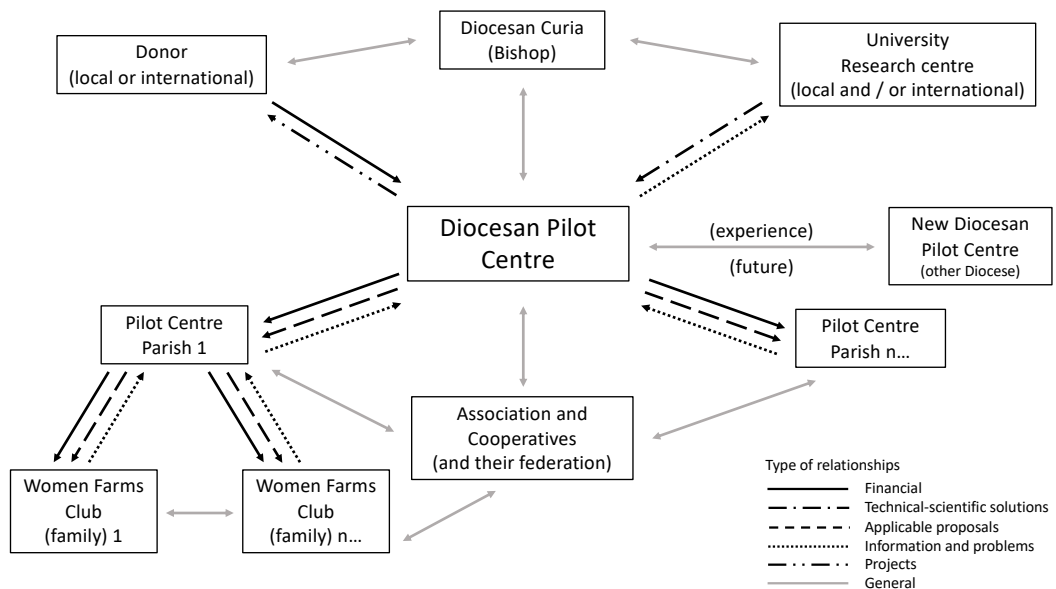 Donor
(local or international)
Diocesan Curia
(Bishop)
University
Research centre
(local and / or international)
Diocesan Pilot
Centre
(experience)
(future)
New Diocesan
Pilot Centre
(other Diocese)
Pilot Centre
Parish 1
Pilot Centre
Parish n...
Association and
Cooperatives
(and their federation)
Women Farms
Club
(family) 1
Women Farms
Club
(family) n...
Type of relationships
Financial
Technical-scientific solutions
Applicable proposals
Information and problems
Projects
General